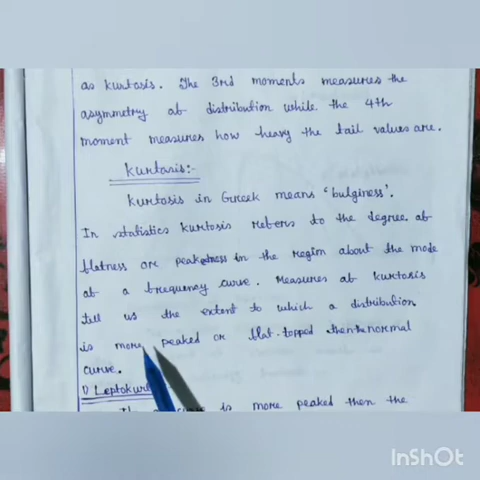 as kurtosis. The 3rd moments measures the
asymmetry of distribution while the 4th
moment measures how heavy the tail values are.
Kurtosis:-
Kurtosis in Greek means 'bulginess'.
In statistics kurtosis refers to the degree of
flatness or peakedness in the region about the mode
of a frequency curve. Measures of kurtosis
tell us the extent to which a distribution
is more peaked or flat-topped then the normal
curve.
1) Leptokur
is more peaked then the
InShOt